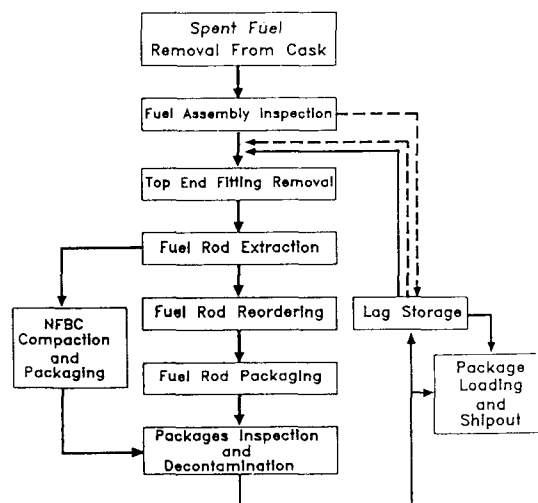 Spent Fuel
Removal From Cask
Fuel Assembly Inspection
Top End Fitting Removal
Fuel Rod Extraction
NFBC
Compaction
and
Packaging
Fuel Rod Reordering
Lag Storage
Package
Loading
and
Shipout
Fuel Rod Packaging
Packages Inspection
and
Decontamination